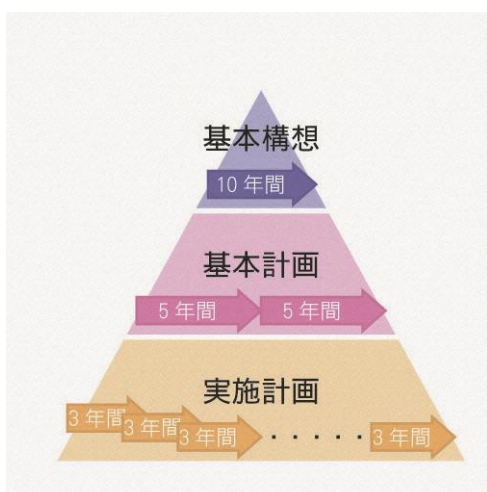 基本構想
10 年間
基本計画
5 年間 5 年間
実施計画
3 年間 3 年間 3 年間 ・・・・・ 3 年間